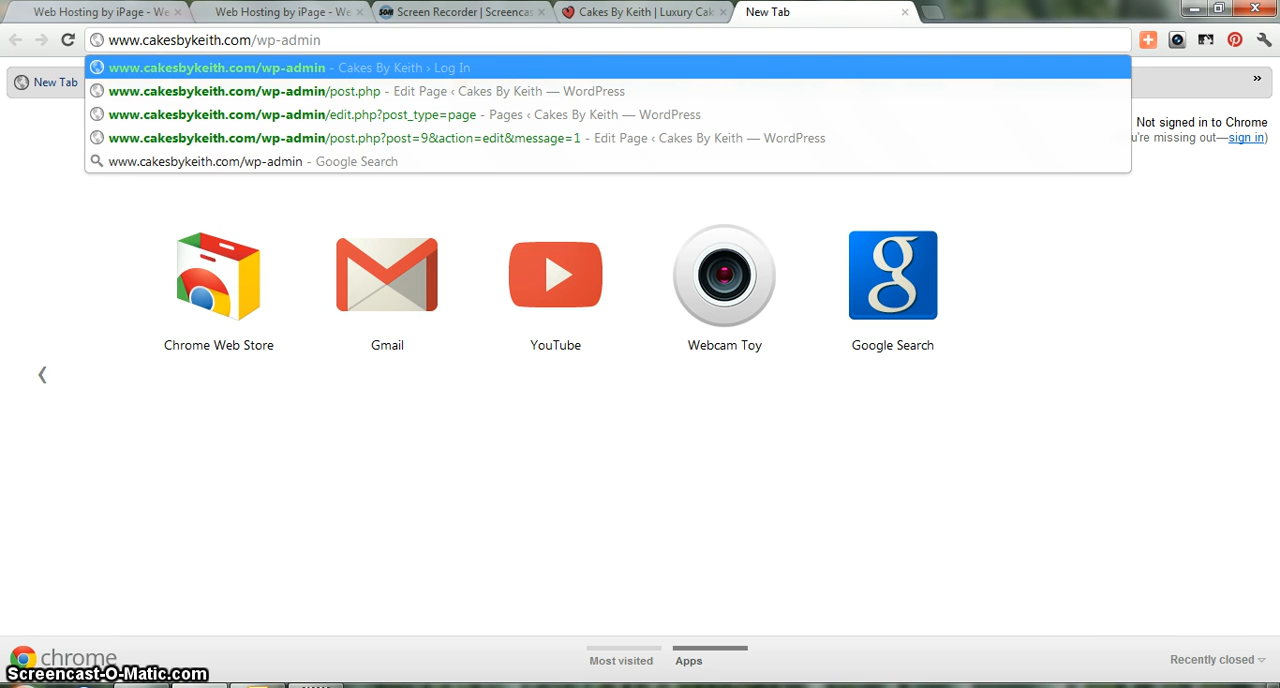 Web Hosting by iPage - We
Web Hosting by iPage - We
SOM Screen Recorder | Screencas
Cakes By Keith | Luxury Cak
New Tab
www.cakesbykeith.com/wp-admin
www.cakesbykeith.com/wp-admin - Cakes By Keith › Log In
www.cakesbykeith.com/wp-admin/post.php - Edit Page ‹ Cakes By Keith — WordPress
www.cakesbykeith.com/wp-admin/edit.php?post_type=page - Pages ‹ Cakes By Keith — WordPress
www.cakesbykeith.com/wp-admin/post.php?post=9&action=edit&message=1 - Edit Page ‹ Cakes By Keith — WordPress
www.cakesbykeith.com/wp-admin - Google Search
New Tab
»
Not signed in to Chrome
're missing out—sign in)
g
Chrome Web Store
Gmail
YouTube
Webcam Toy
Google Search
chrome
Most visited
Apps
Recently closed
Screencast-O-Matic.com